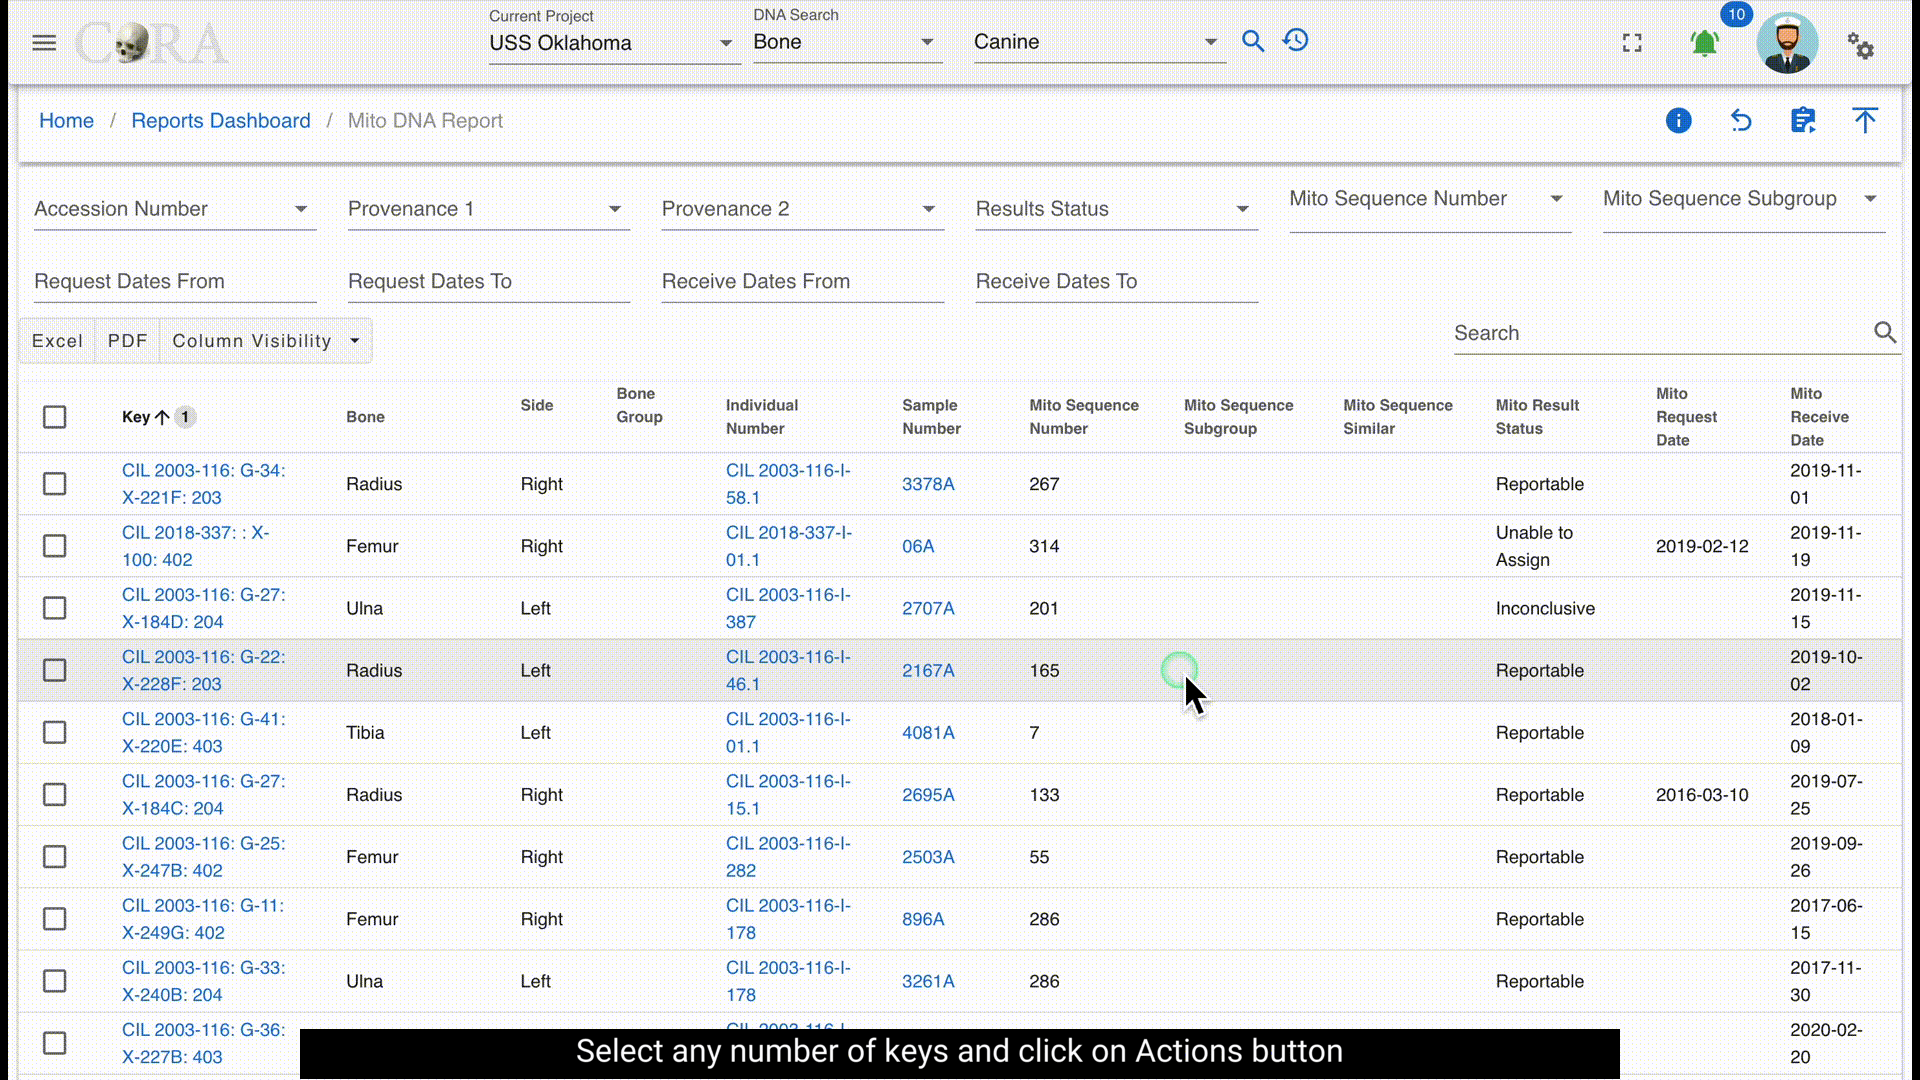 Current Project
DNA Search
10
CORA
USS Oklahoma
Bone
Canine
Home / Reports Dashboard / Mito DNA Report
Accession Number
Provenance 1
Provenance 2
Results Status
Mito Sequence Number
Mito Sequence Subgroup
Request Dates From
Request Dates To
Receive Dates From
Receive Dates To
Excel
PDF
Column Visibility
Search
Key 1
Bone
Side
Bone
Group
Individual
Number
Sample
Number
Mito Sequence
Number
Mito Sequence
Subgroup
Mito Sequence
Similar
Mito Result
Status
Mito
Request
Date
Mito
Receive
Date
CIL 2003-116: G-34:
X-221F: 203
Radius
Right
CIL 2003-116-I-
58.1
3378A
267
Reportable
2019-11-
01
CIL 2018-337: : X-
100: 402
Femur
Right
CIL 2018-337-I-
01.1
06A
314
Unable to
Assign
2019-02-12
2019-11-
19
CIL 2003-116: G-27:
X-184D: 204
Ulna
Left
CIL 2003-116-I-
387
2707A
201
Inconclusive
2019-11-
15
CIL 2003-116: G-22:
X-228F: 203
Radius
Left
CIL 2003-116-I-
46.1
2167A
165
Reportable
2019-10-
02
CIL 2003-116: G-41:
X-220E: 403
Tibia
Left
CIL 2003-116-I-
01.1
4081A
7
Reportable
2018-01-
09
CIL 2003-116: G-27:
X-184C: 204
Radius
Right
CIL 2003-116-I-
15.1
2695A
133
Reportable
2016-03-10
2019-07-
25
CIL 2003-116: G-25:
X-247B: 402
Femur
Right
CIL 2003-116-I-
282
2503A
55
Reportable
2019-09-
26
CIL 2003-116: G-11:
X-249G: 402
Femur
Right
CIL 2003-116-I-
178
896A
286
Reportable
2017-06-
15
CIL 2003-116: G-33:
X-240B: 204
Ulna
Left
CIL 2003-116-I-
178
3261A
286
Reportable
2017-11-
30
CIL 2003-116: G-36:
X-227B: 403
CIL 2003-116-I-
2020-02-
20
Select any number of keys and click on Actions button